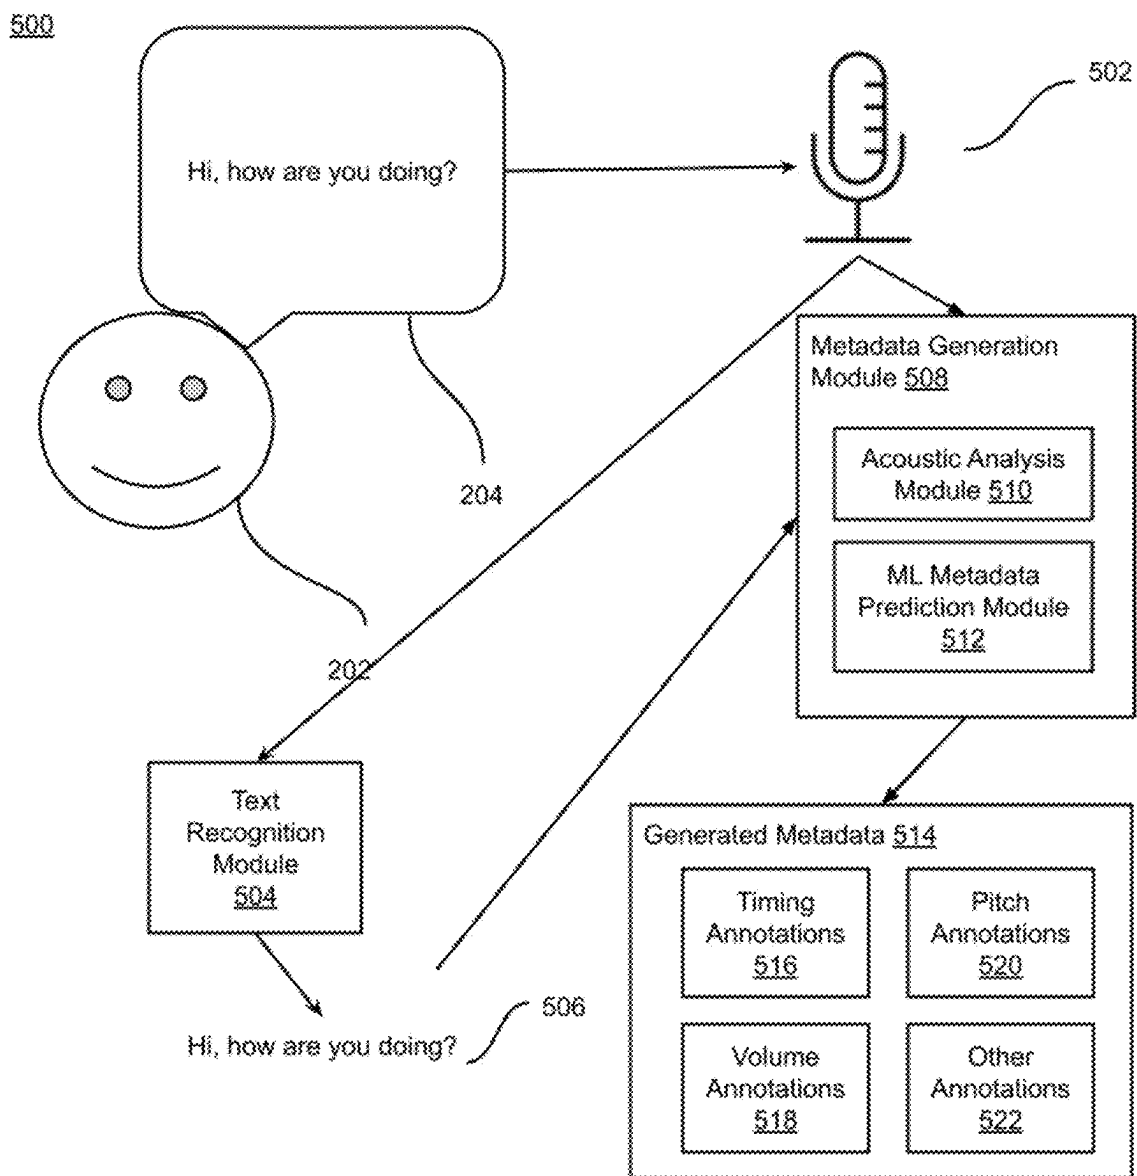 500
Hi, how are you doing?
502
204
202
Metadata Generation
Module 508
Acoustic Analysis
Module 510
ML Metadata
Prediction Module
512
Text
Recognition
Module
504
Hi, how are you doing?
506
Generated Metadata 514
Timing
Annotations
516
Pitch
Annotations
520
Volume
Annotations
518
Other
Annotations
522